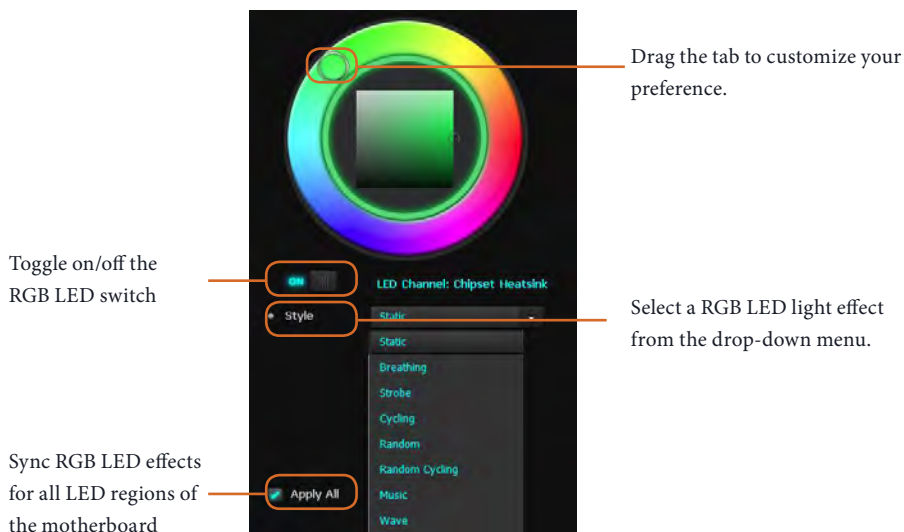 Drag the tab to customize your
preference.
Toggle on/off the
RGB LED switch
ON
LED Channel: Chipset Heatsink
Style
Static
Select a RGB LED light effect
from the drop-down menu.
Static
Breathing
Strobe
Cycling
Random
Random Cycling
Sync RGB LED effects
for all LED regions of
the motherboard
Apply All
Music
Wave